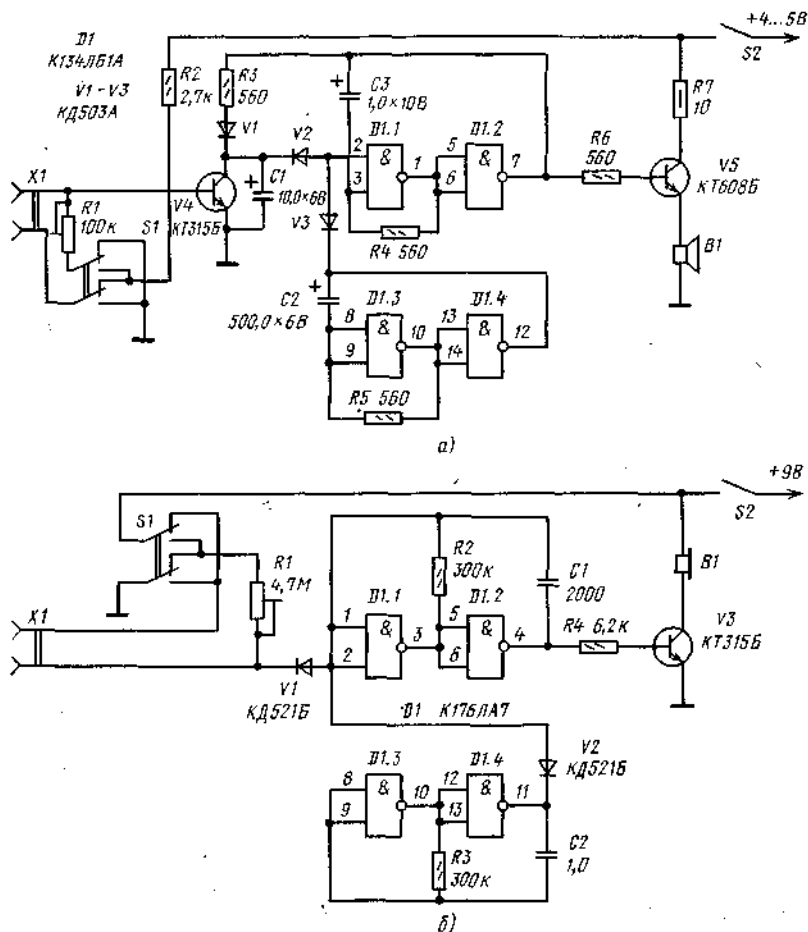 D1
К134ЛБ1А
V1-V3
КД503А
R2
2,7к
R3
560
V1
C3
1,0×10В
+4...5В
S2
R7
10
V2
D1.1
D1.2
&
&
2
3
1
5
6
7
R6
560
V5
КТ608Б
X1
R1
100к
S1
V4
КТ315Б
C1
10,0×6В
V3
R4 560
B1
C2
500,0×6В
D1.3
D1.4
&
&
8
9
10
13
14
12
R5 560
а)
+9В
S2
S1
R1
4,7М
R2
300к
C1
2000
B1
X1
D1.1
D1.2
&
&
1
2
3
5
6
4
R4 6,2к
V3
КТ315Б
V1
КД521Б
D1 К176ЛА7
V2
КД521Б
D1.3
D1.4
&
&
8
9
10
12
13
11
R3
300к
C2
1,0
б)